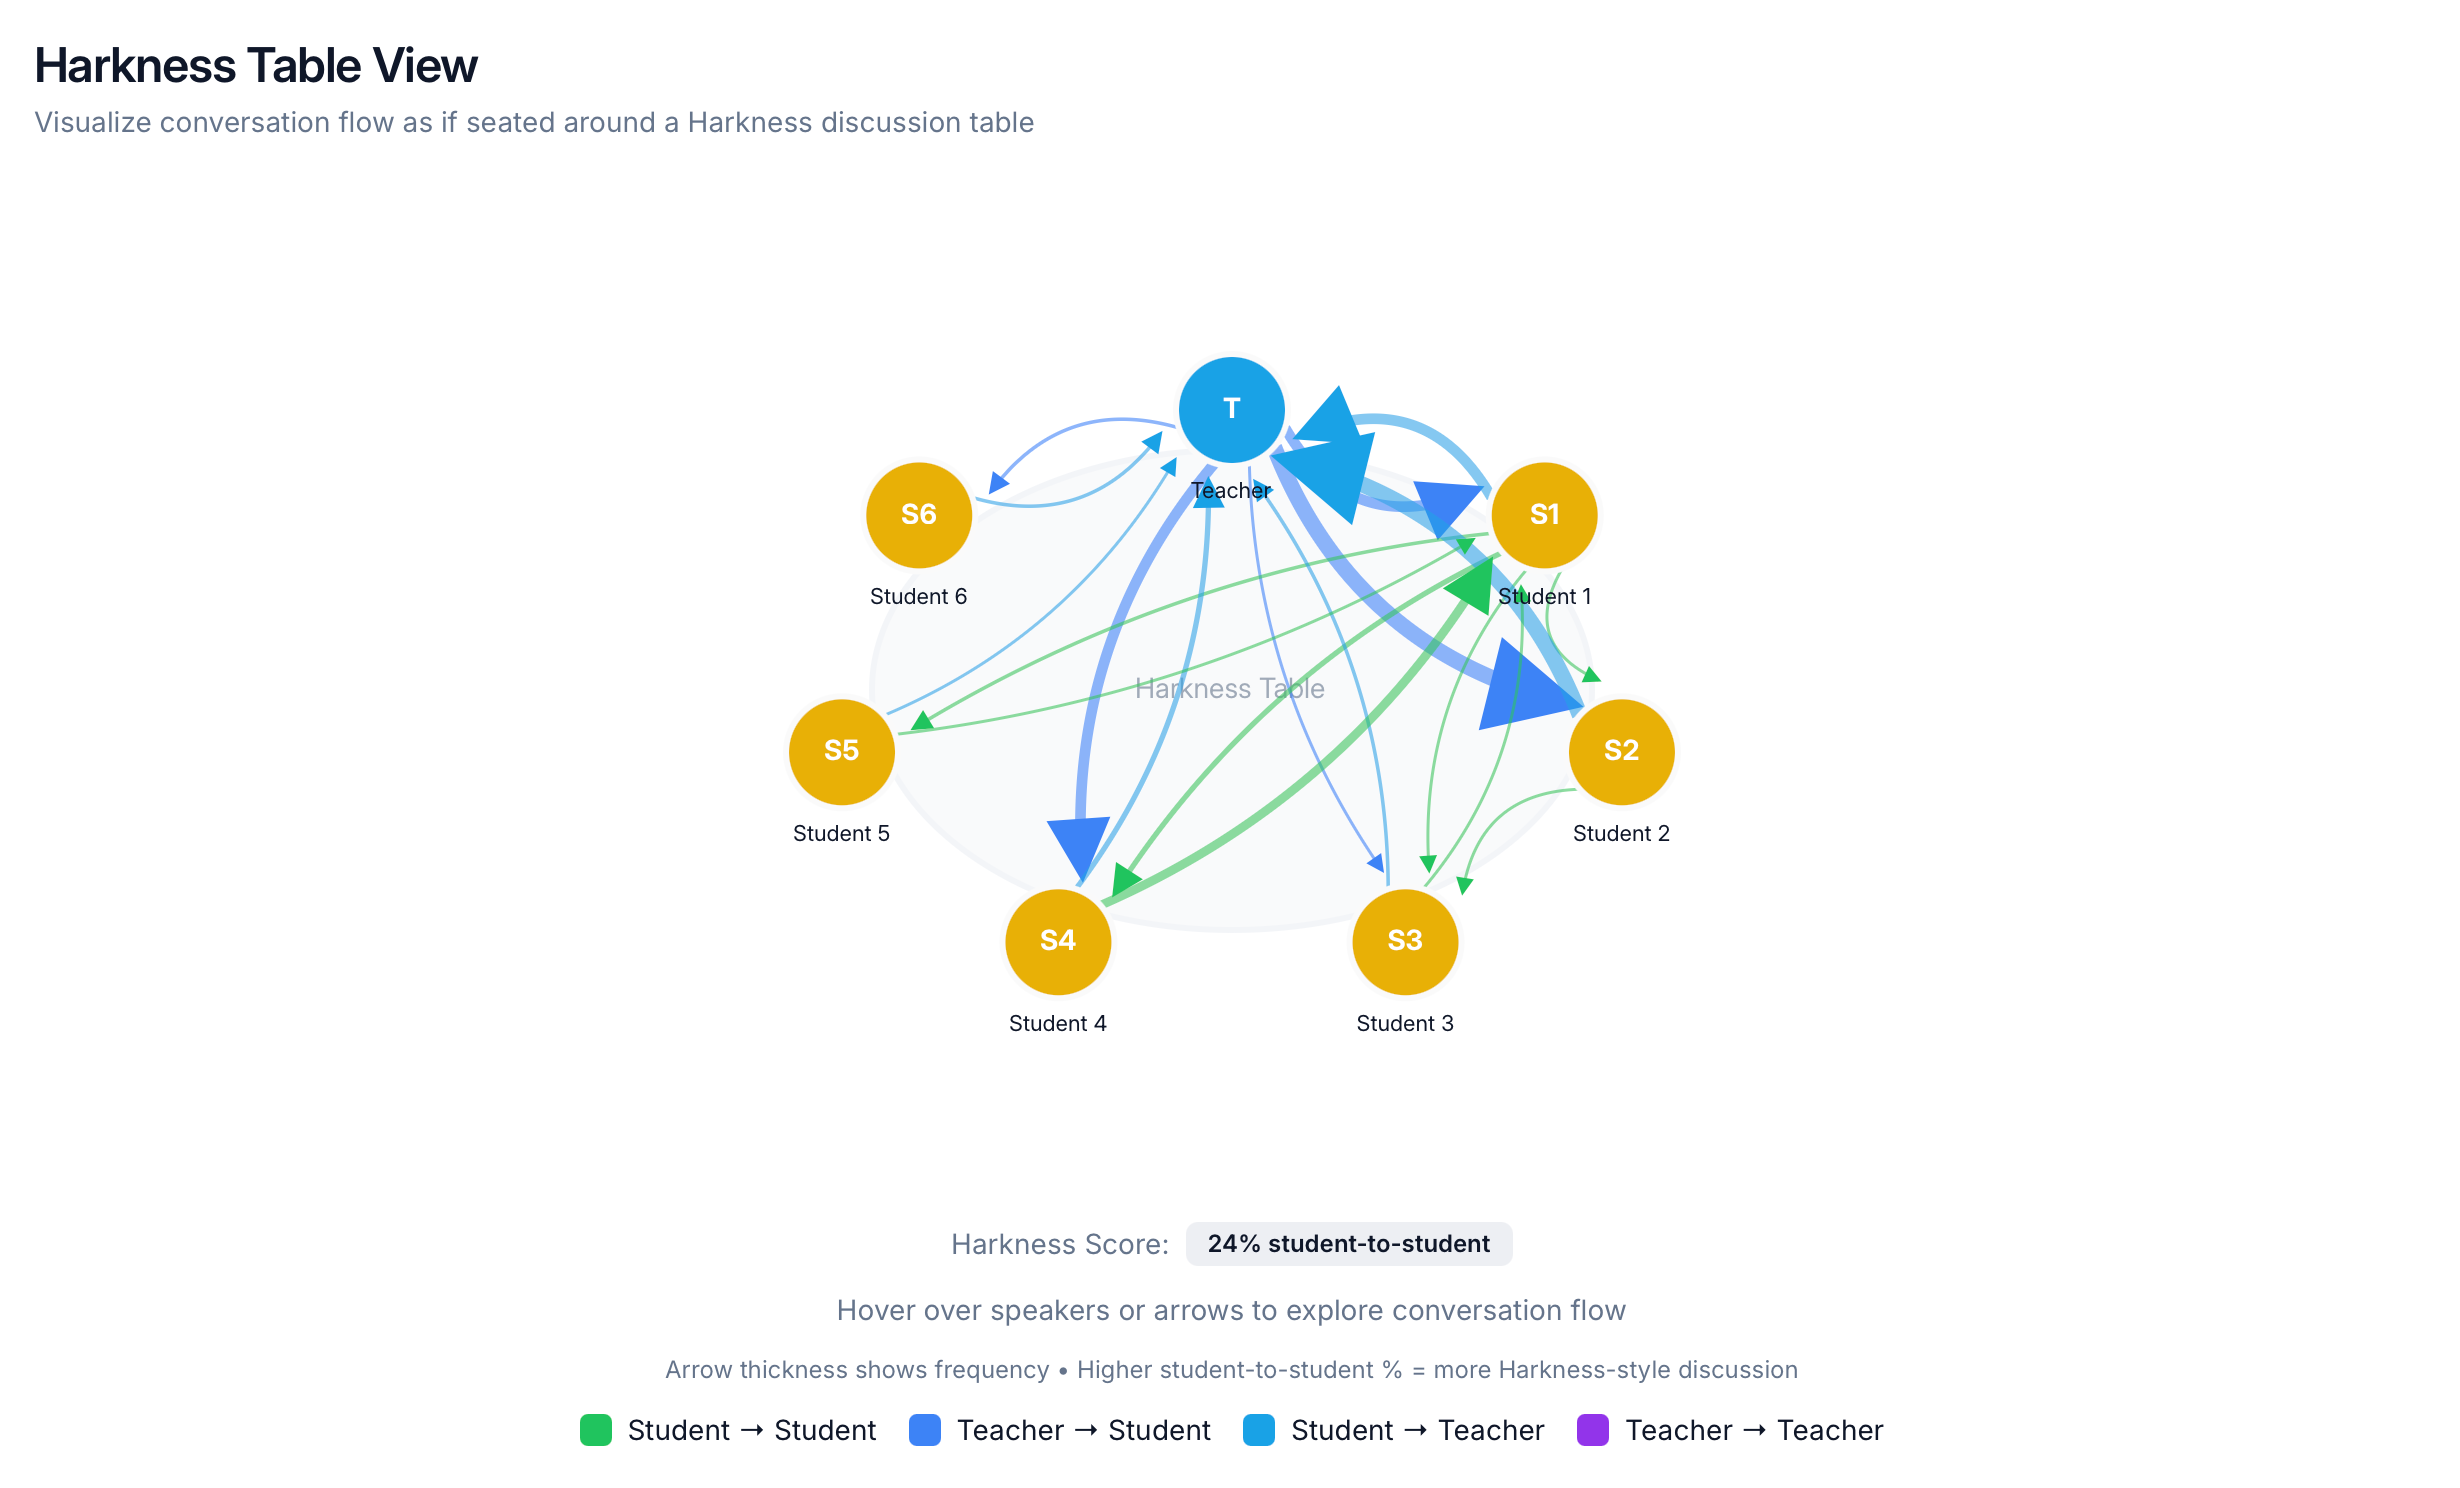 Harkness Table View
Visualize conversation flow as if seated around a Harkness discussion table
T
Teacher
S6
S1
Student 6
Student 1
Harkness Table
S5
S2
Student 5
Student 2
S4
S3
Student 4
Student 3
Harkness Score: 24% student-to-student
Hover over speakers or arrows to explore conversation flow
Arrow thickness shows frequency • Higher student-to-student % = more Harkness-style discussion
Student → Student Teacher → Student Student → Teacher Teacher → Teacher